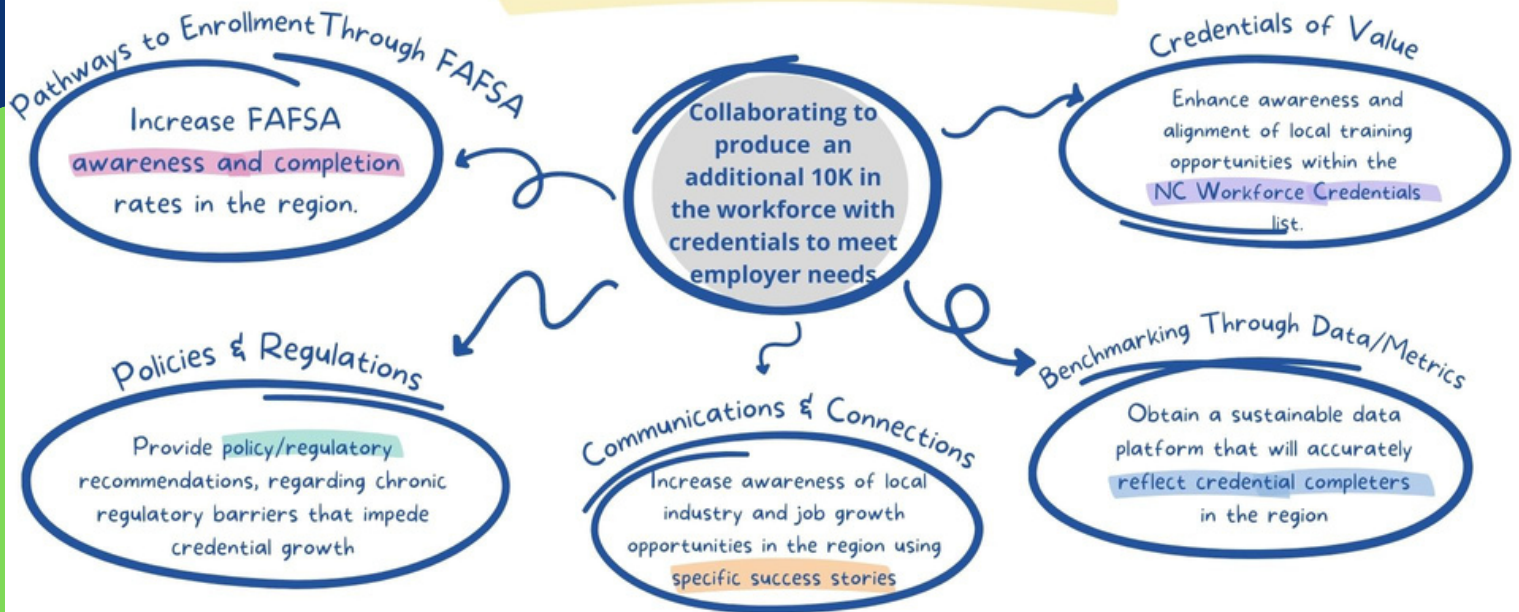 Pathways to Enrollment Through FAFSA
Increase FAFSA
awareness and completion
rates in the region.
Collaborating to
produce an
additional 10K in
the workforce with
credentials to meet
employer needs
Credentials of Value
Enhance awareness and
alignment of local training
opportunities within the
NC Workforce Credentials
list.
Policies & Regulations
Provide policy/regulatory
recommendations, regarding chronic
regulatory barriers that impede
credential growth
Communications & Connections
Increase awareness of local
industry and job growth
opportunities in the region using
specific success stories
Benchmarking Through Data/Metrics
Obtain a sustainable data
platform that will accurately
reflect credential completers
in the region